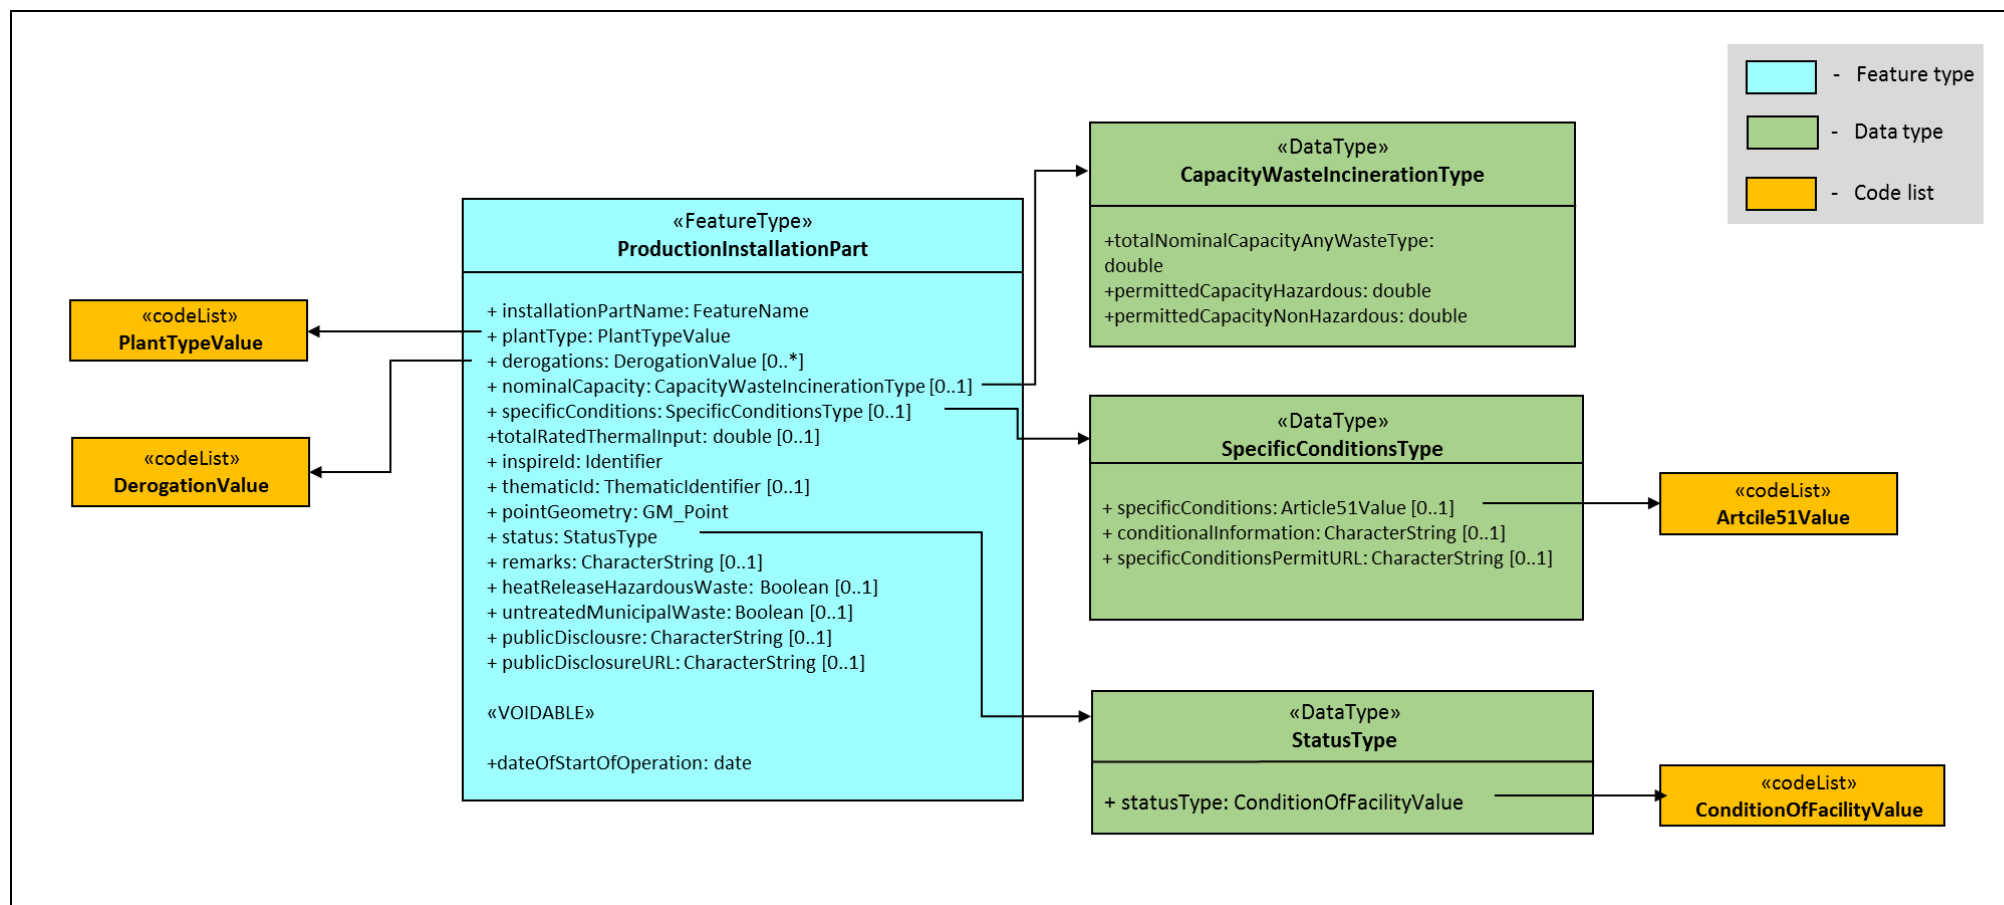 - Feature type
- Data type
- Code list
«DataType»
CapacityWasteIncinerationType
+totalNominalCapacityAnyWasteType:
double
+permittedCapacityHazardous: double
+permittedCapacityNonHazardous: double
«FeatureType»
ProductionInstallationPart
+ installationPartName: FeatureName
+ plantType: PlantTypeValue
+ derogations: DerogationValue [0..*]
+ nominalCapacity: CapacityWasteIncinerationType [0..1]
+ specificConditions: SpecificConditionsType [0..1]
+totalRatedThermalInput: double [0..1]
+ inspireId: Identifier
+ thematicId: ThematicIdentifier [0..1]
+ pointGeometry: GM_Point
+ status: StatusType
+ remarks: CharacterString [0..1]
+ heatReleaseHazardousWaste: Boolean [0..1]
+ untreatedMunicipalWaste: Boolean [0..1]
+ publicDisclousre: CharacterString [0..1]
+ publicDisclosureURL: CharacterString [0..1]
«VOIDABLE»
+dateOfStartOfOperation: date
«codeList»
PlantTypeValue
«codeList»
DerogationValue
«DataType»
SpecificConditionsType
+ specificConditions: Article51Value [0..1]
+ conditionalInformation: CharacterString [0..1]
+ specificConditionsPermitURL: CharacterString [0..1]
«codeList»
Artcile51Value
«DataType»
StatusType
+ statusType: ConditionOfFacilityValue
«codeList»
ConditionOfFacilityValue